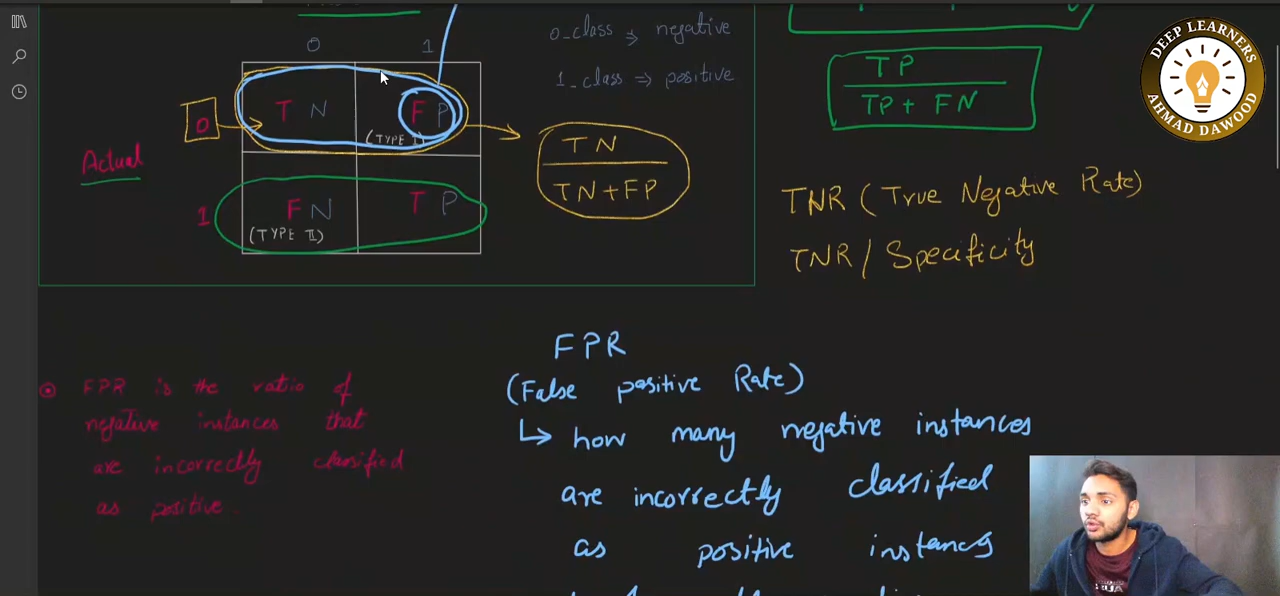 0
1
0_class ⇒ negative
1_class ⇒ positive
TP
TP + FN
DEEP LEARNERS
AHMAD DAWOOD
0
TN
FP
(TYPE I)
TN
TN+FP
Actual
1
FN
TP
(TYPE II)
TNR (True Negative Rate)
TNR / Specificity
FPR
(False positive Rate)
↳ how many negative instances
are incorrectly classified
as positive instances
FPR is the ratio of
negative instances that
are incorrectly classified
as positive.